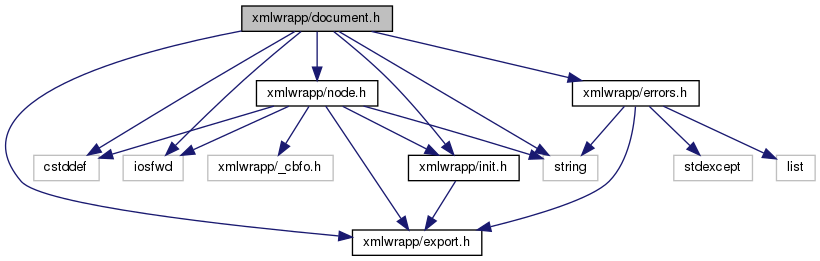 xmlwrapp/document.h
xmlwrapp/node.h
xmlwrapp/errors.h
cstddef
iosfwd
xmlwrapp/_cbfo.h
xmlwrapp/init.h
string
stdexcept
list
xmlwrapp/export.h